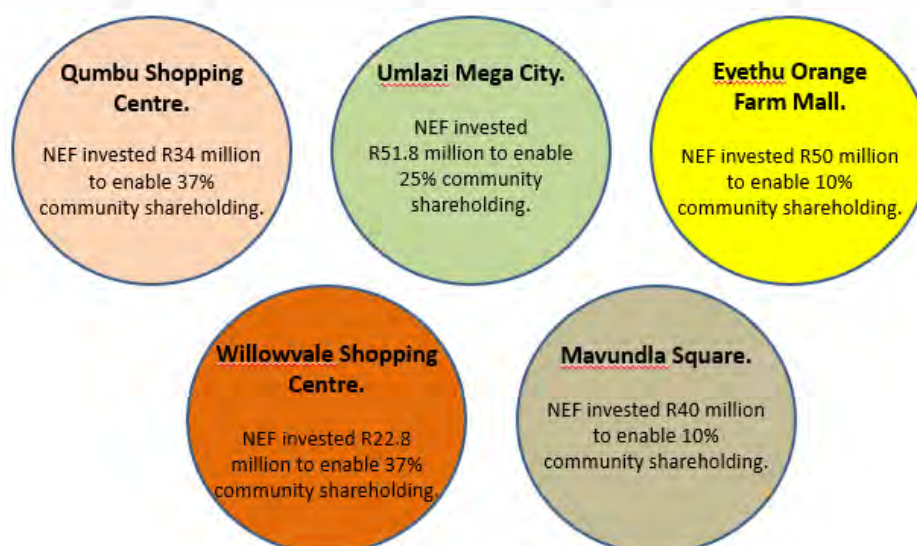 Qumbu Shopping
Centre.
NEF invested R34 million
to enable 37%
community shareholding.
Umlazi Mega City.
NEF invested
R51.8 million to enable
25% community
shareholding.
Eyethu Orange
Farm Mall.
NEF invested R50 million
to enable 10%
community shareholding.
Willowvale Shopping
Centre.
NEF invested R22.8
million to enable 37%
community shareholding.
Mavundla Square.
NEF invested R40 million
to enable 10%
community shareholding.